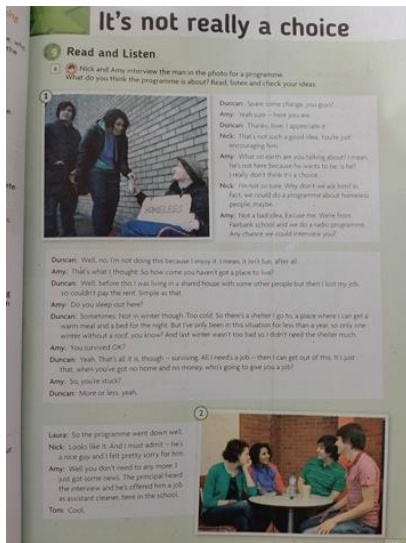 It's not really a choice
Read and Listen
a Nick and Amy interview the man in the photo for a programme.
What do you think the programme is about? Read, listen and check your ideas.
1
Duncan: Spare some change, you guys?
Amy: Yeah sure – here you are.
Duncan: Thanks, love. I appreciate it.
Nick: That's not such a good idea. You're just
encouraging him.
Amy: What on earth are you talking about? I mean,
he's not here because he wants to be, is he?
I really don't think it's a choice.
Nick: I'm not so sure. Why don't we ask him? In
fact, we could do a programme about homeless
people, maybe.
Amy: Not a bad idea. Excuse me. We're from
Fairbank school and we do a radio programme.
Any chance we could interview you?
HOMELESS
Duncan: Well, no, I'm not doing this because I enjoy it. I mean, it isn't fun, after all.
Amy: That's what I thought. So how come you haven't got a place to live?
Duncan: Well, before this I was living in a shared house with some other people but then I lost my job,
so couldn't pay the rent. Simple as that.
Amy: Do you sleep out here?
Duncan: Sometimes. Not in winter though. Too cold. So there's a shelter I go to, a place where I can get a
warm meal and a bed for the night. But I've only been in this situation for less than a year, so only one
winter without a roof, you know? And last winter wasn't too bad so I didn't need the shelter much.
Amy: You survived OK?
Duncan: Yeah. That's all it is, though – surviving. All I need's a job – then I can get out of this. It's just
that, when you've got no home and no money, who's going to give you a job?
Amy: So, you're stuck?
Duncan: More or less, yeah.
2
Laura: So the programme went down well.
Nick: Looks like it. And I must admit – he's
a nice guy and I felt pretty sorry for him.
Amy: Well you don't need to any more. I
just got some news. The principal heard
the interview and he's offered him a job
as assistant cleaner, here in the school.
Tom: Cool.